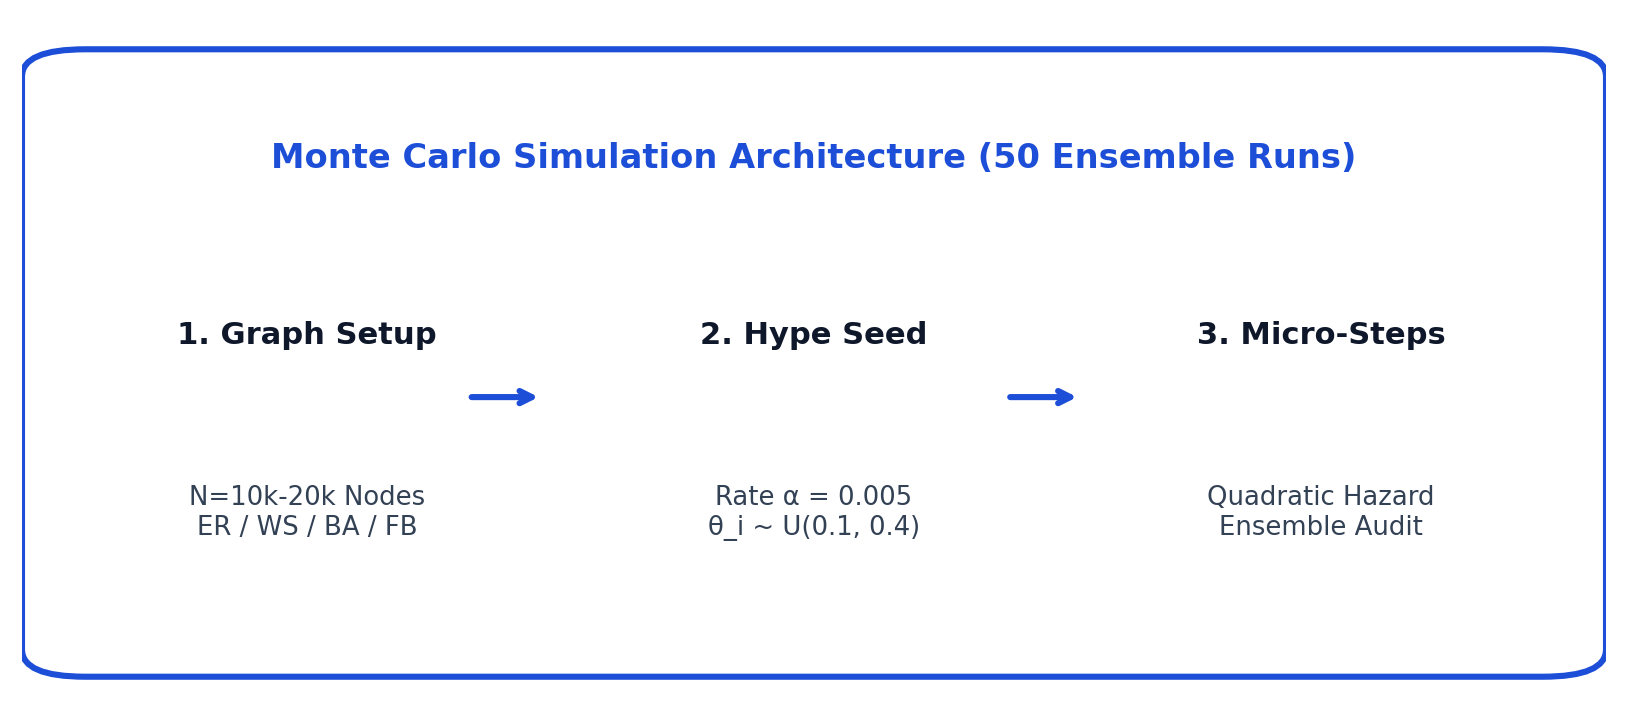 Monte Carlo Simulation Architecture (50 Ensemble Runs)
1. Graph Setup
N=10k-20k Nodes
ER / WS / BA / FB
2. Hype Seed
Rate α = 0.005
θ_i ~ U(0.1, 0.4)
3. Micro-Steps
Quadratic Hazard
Ensemble Audit